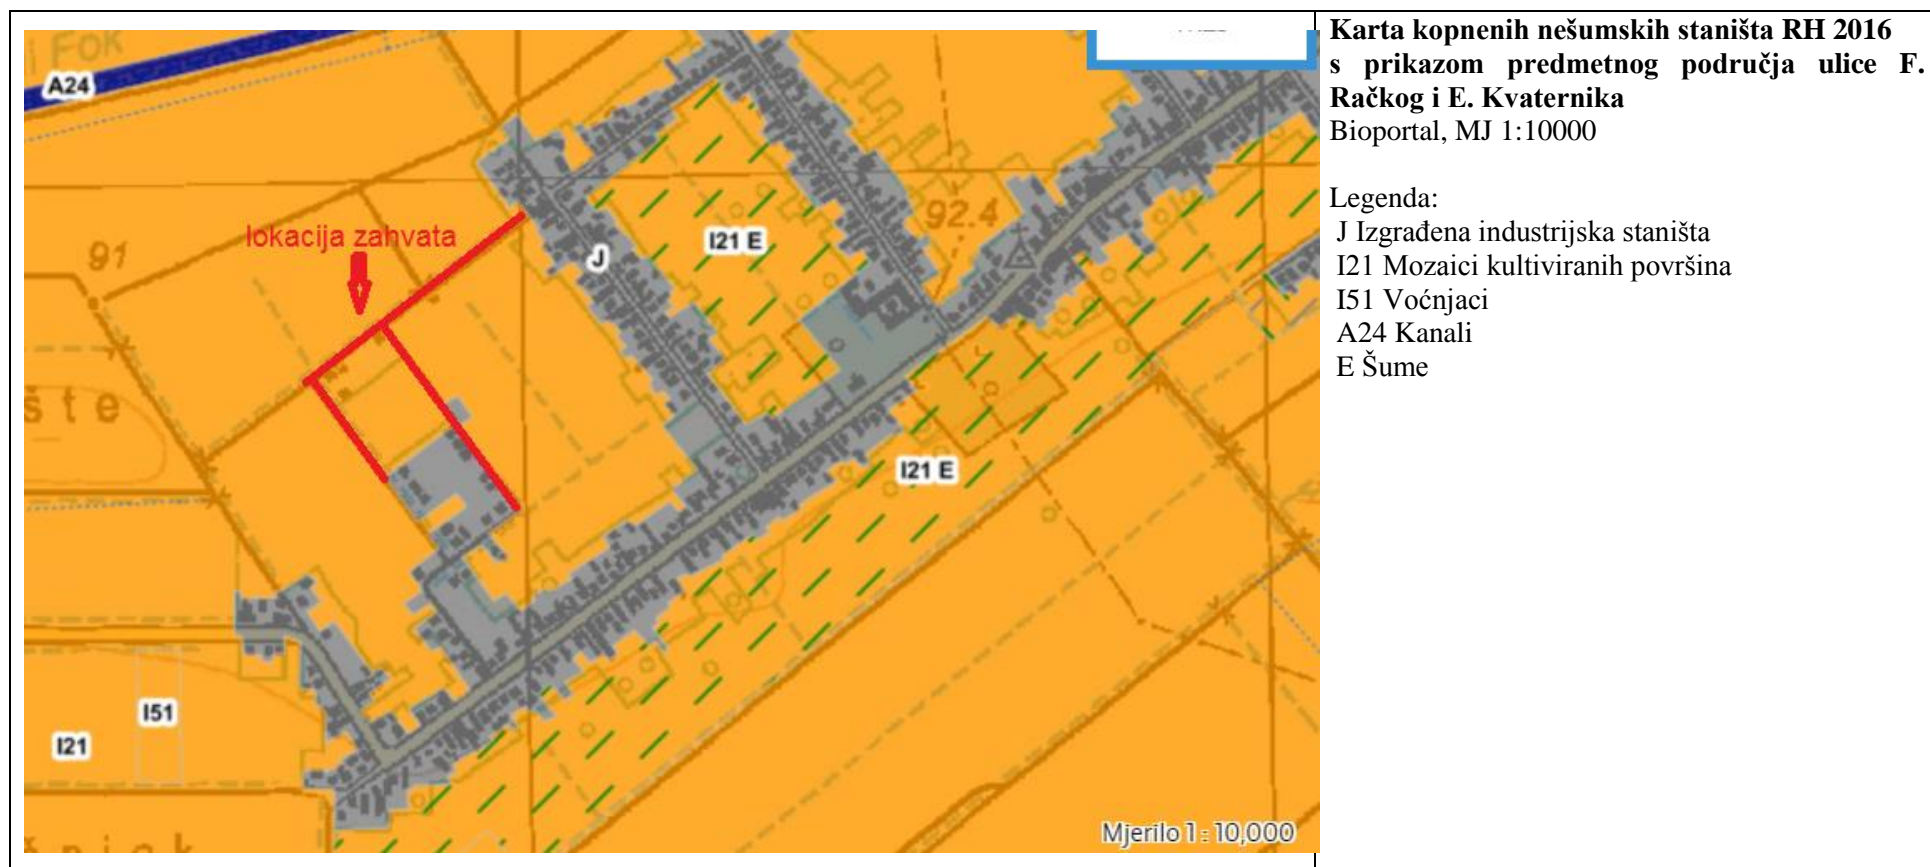 Karta kopnenih nešumskih staništa RH 2016
s prikazom predmetnog područja ulice F.
Račkog i E. Kvaternika
Bioportal, MJ 1:10000
Legenda:
J Izgrađena industrijska staništa
I21 Mozaici kultiviranih površina
I51 Voćnjaci
A24 Kanali
E Šume
i Fok
A24
92.4
lokacija zahvata
I21 E
91
J
šte
I21 E
I51
I21
Mjerilo 1 : 10,000